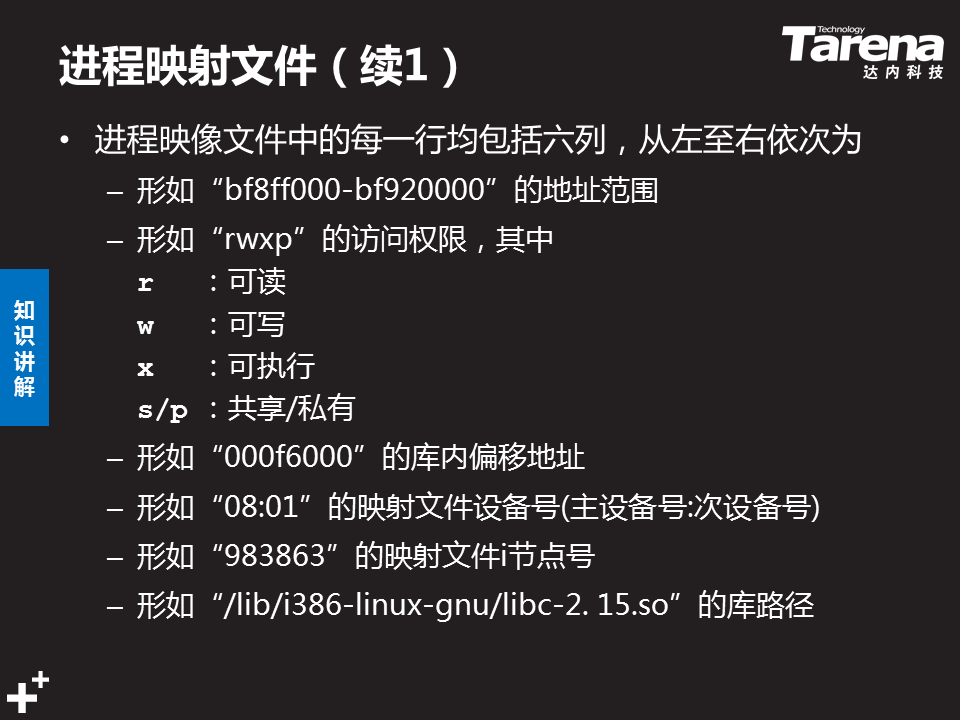 进程映射文件（续1）
Technology
Tarena
达内科技
• 进程映像文件中的每一行均包括六列，从左至右依次为
– 形如“bf8ff000-bf920000”的地址范围
– 形如“rwxp”的访问权限，其中
r ：可读
w ：可写
x ：可执行
s/p ：共享/私有
– 形如“000f6000”的库内偏移地址
– 形如“08:01”的映射文件设备号(主设备号:次设备号)
– 形如“983863”的映射文件i节点号
– 形如“/lib/i386-linux-gnu/libc-2. 15.so”的库路径
知识讲解